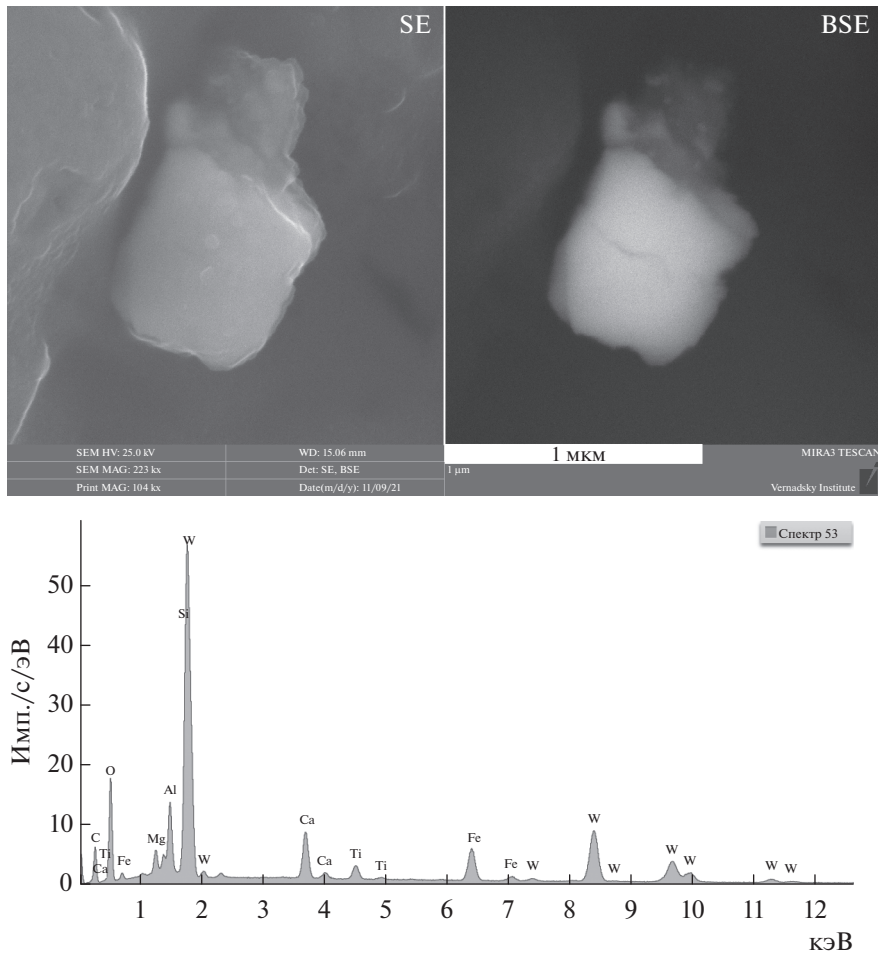 SE
BSE
SEM HV: 25.0 kV
WD: 15.06 mm
1 мкм
MIRA3 TESCAN
SEM MAG: 223 kx
Det: SE, BSE
1 µm
Print MAG: 104 kx
Date(m/d/y): 11/09/21
Vernadsky Institute
Спектр 53
Имп./с/эВ
50
40
30
20
10
0
C
Ti
Ca
O
Fe
Mg
Al
Si
W
W
Ca
Ca
Ti
Ti
Fe
Fe
W
W
W
W
W
W
W
1
2
3
4
5
6
7
8
9
10
11
12
кэВ